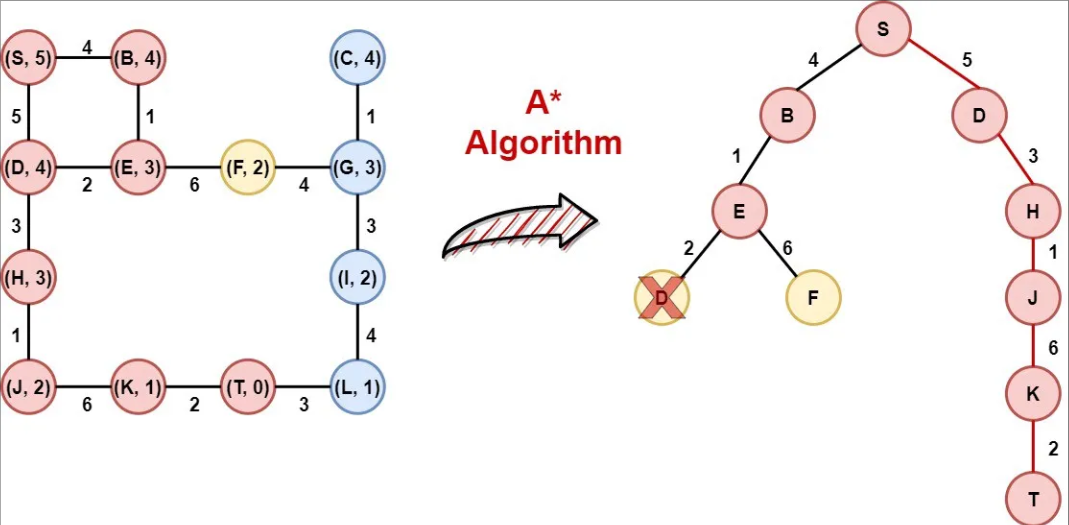 (S, 5) 4 (B, 4) (C, 4)
5 1 1
(D, 4) 2 (E, 3) 6 (F, 2) 4 (G, 3)
3 3
(H, 3) (I, 2)
1 4
(J, 2) 6 (K, 1) 2 (T, 0) 3 (L, 1)
A*
Algorithm
S
4 5
B D
1 3
E H
2 6 1
D F J
6
K
2
T